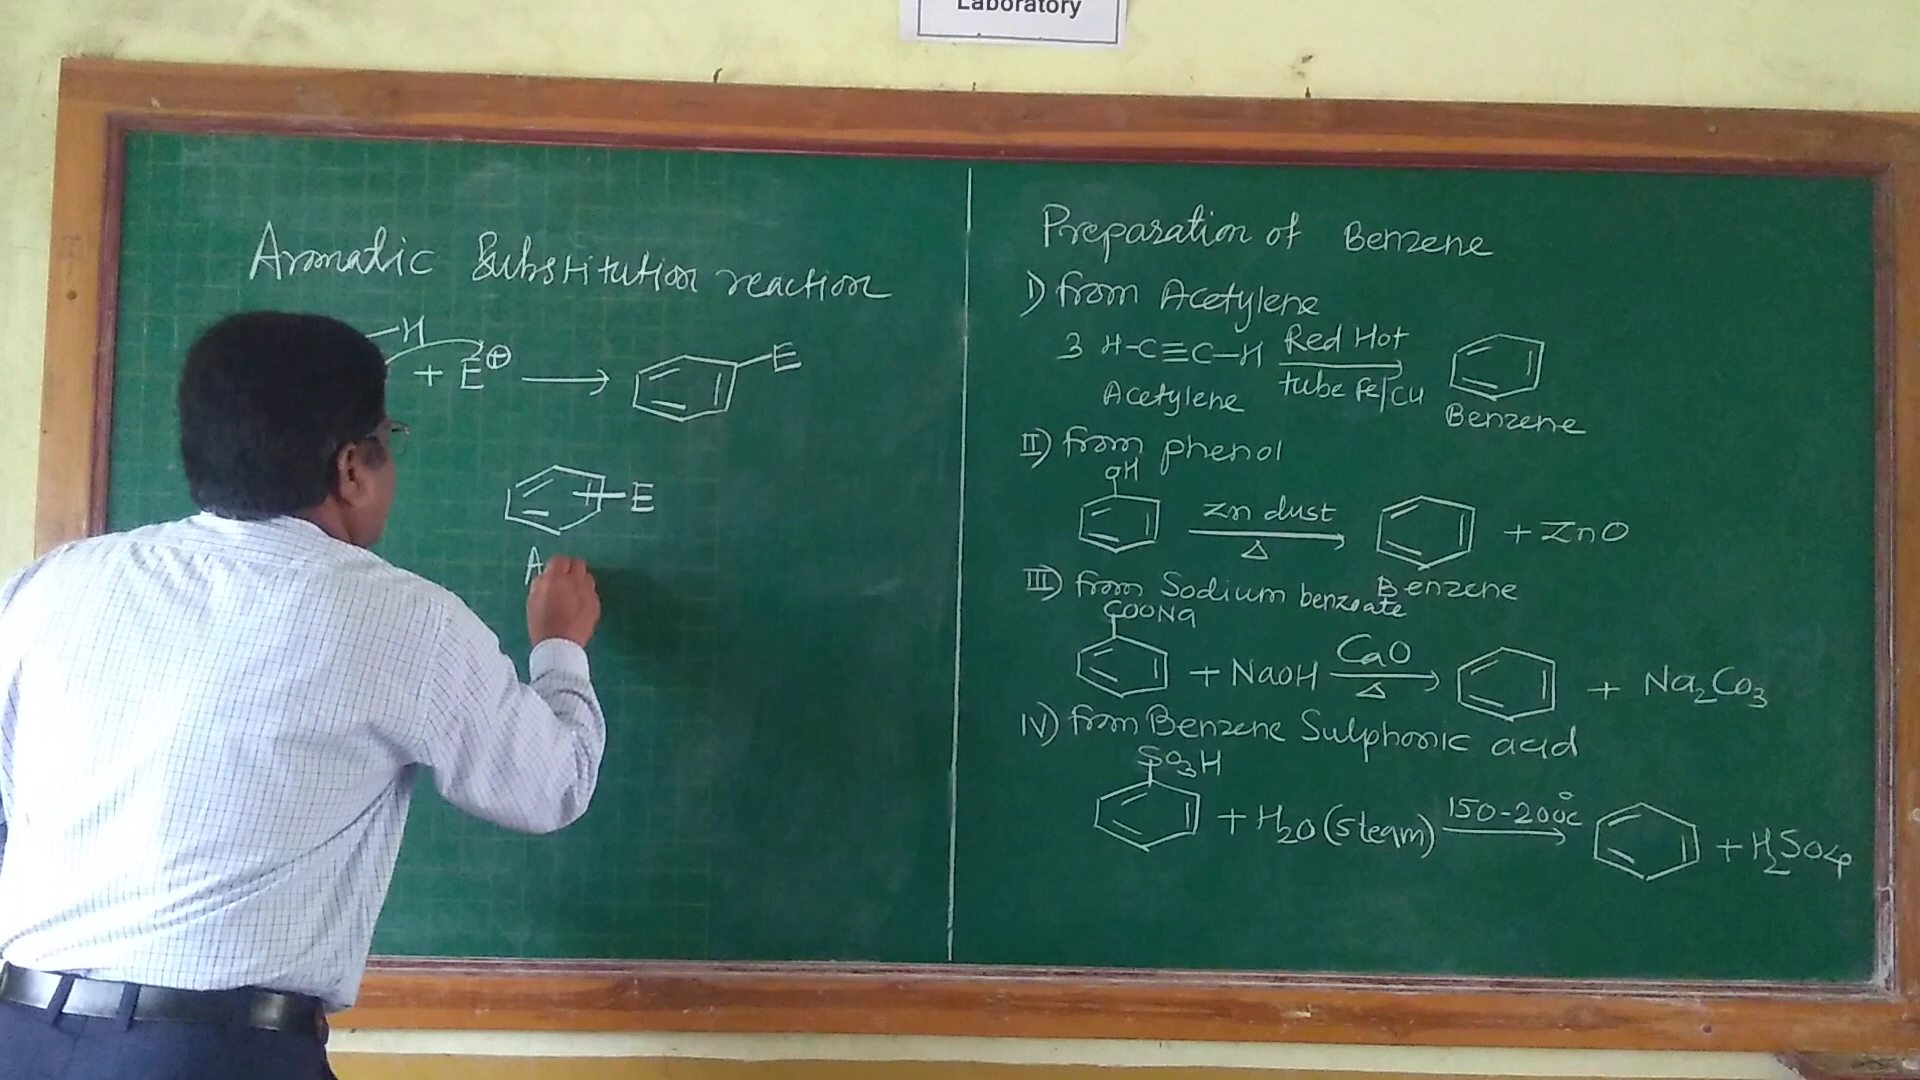 Laboratory
Aromatic Substitution reaction
-H
+ E⊕ ⟶ E
E
A
Preparation of Benzene
I) from Acetylene
3 H-C≡C-H Red Hot
tube Fe/Cu
Acetylene
Benzene
II) from phenol
OH
Zn dust
Δ
+ ZnO
Benzene
III) from Sodium benzoate
COONa
+ NaOH CaO
Δ
+ Na₂CO₃
IV) from Benzene Sulphonic acid
SO₃H
+ H₂O (steam) 150-200°c + H₂SO₄